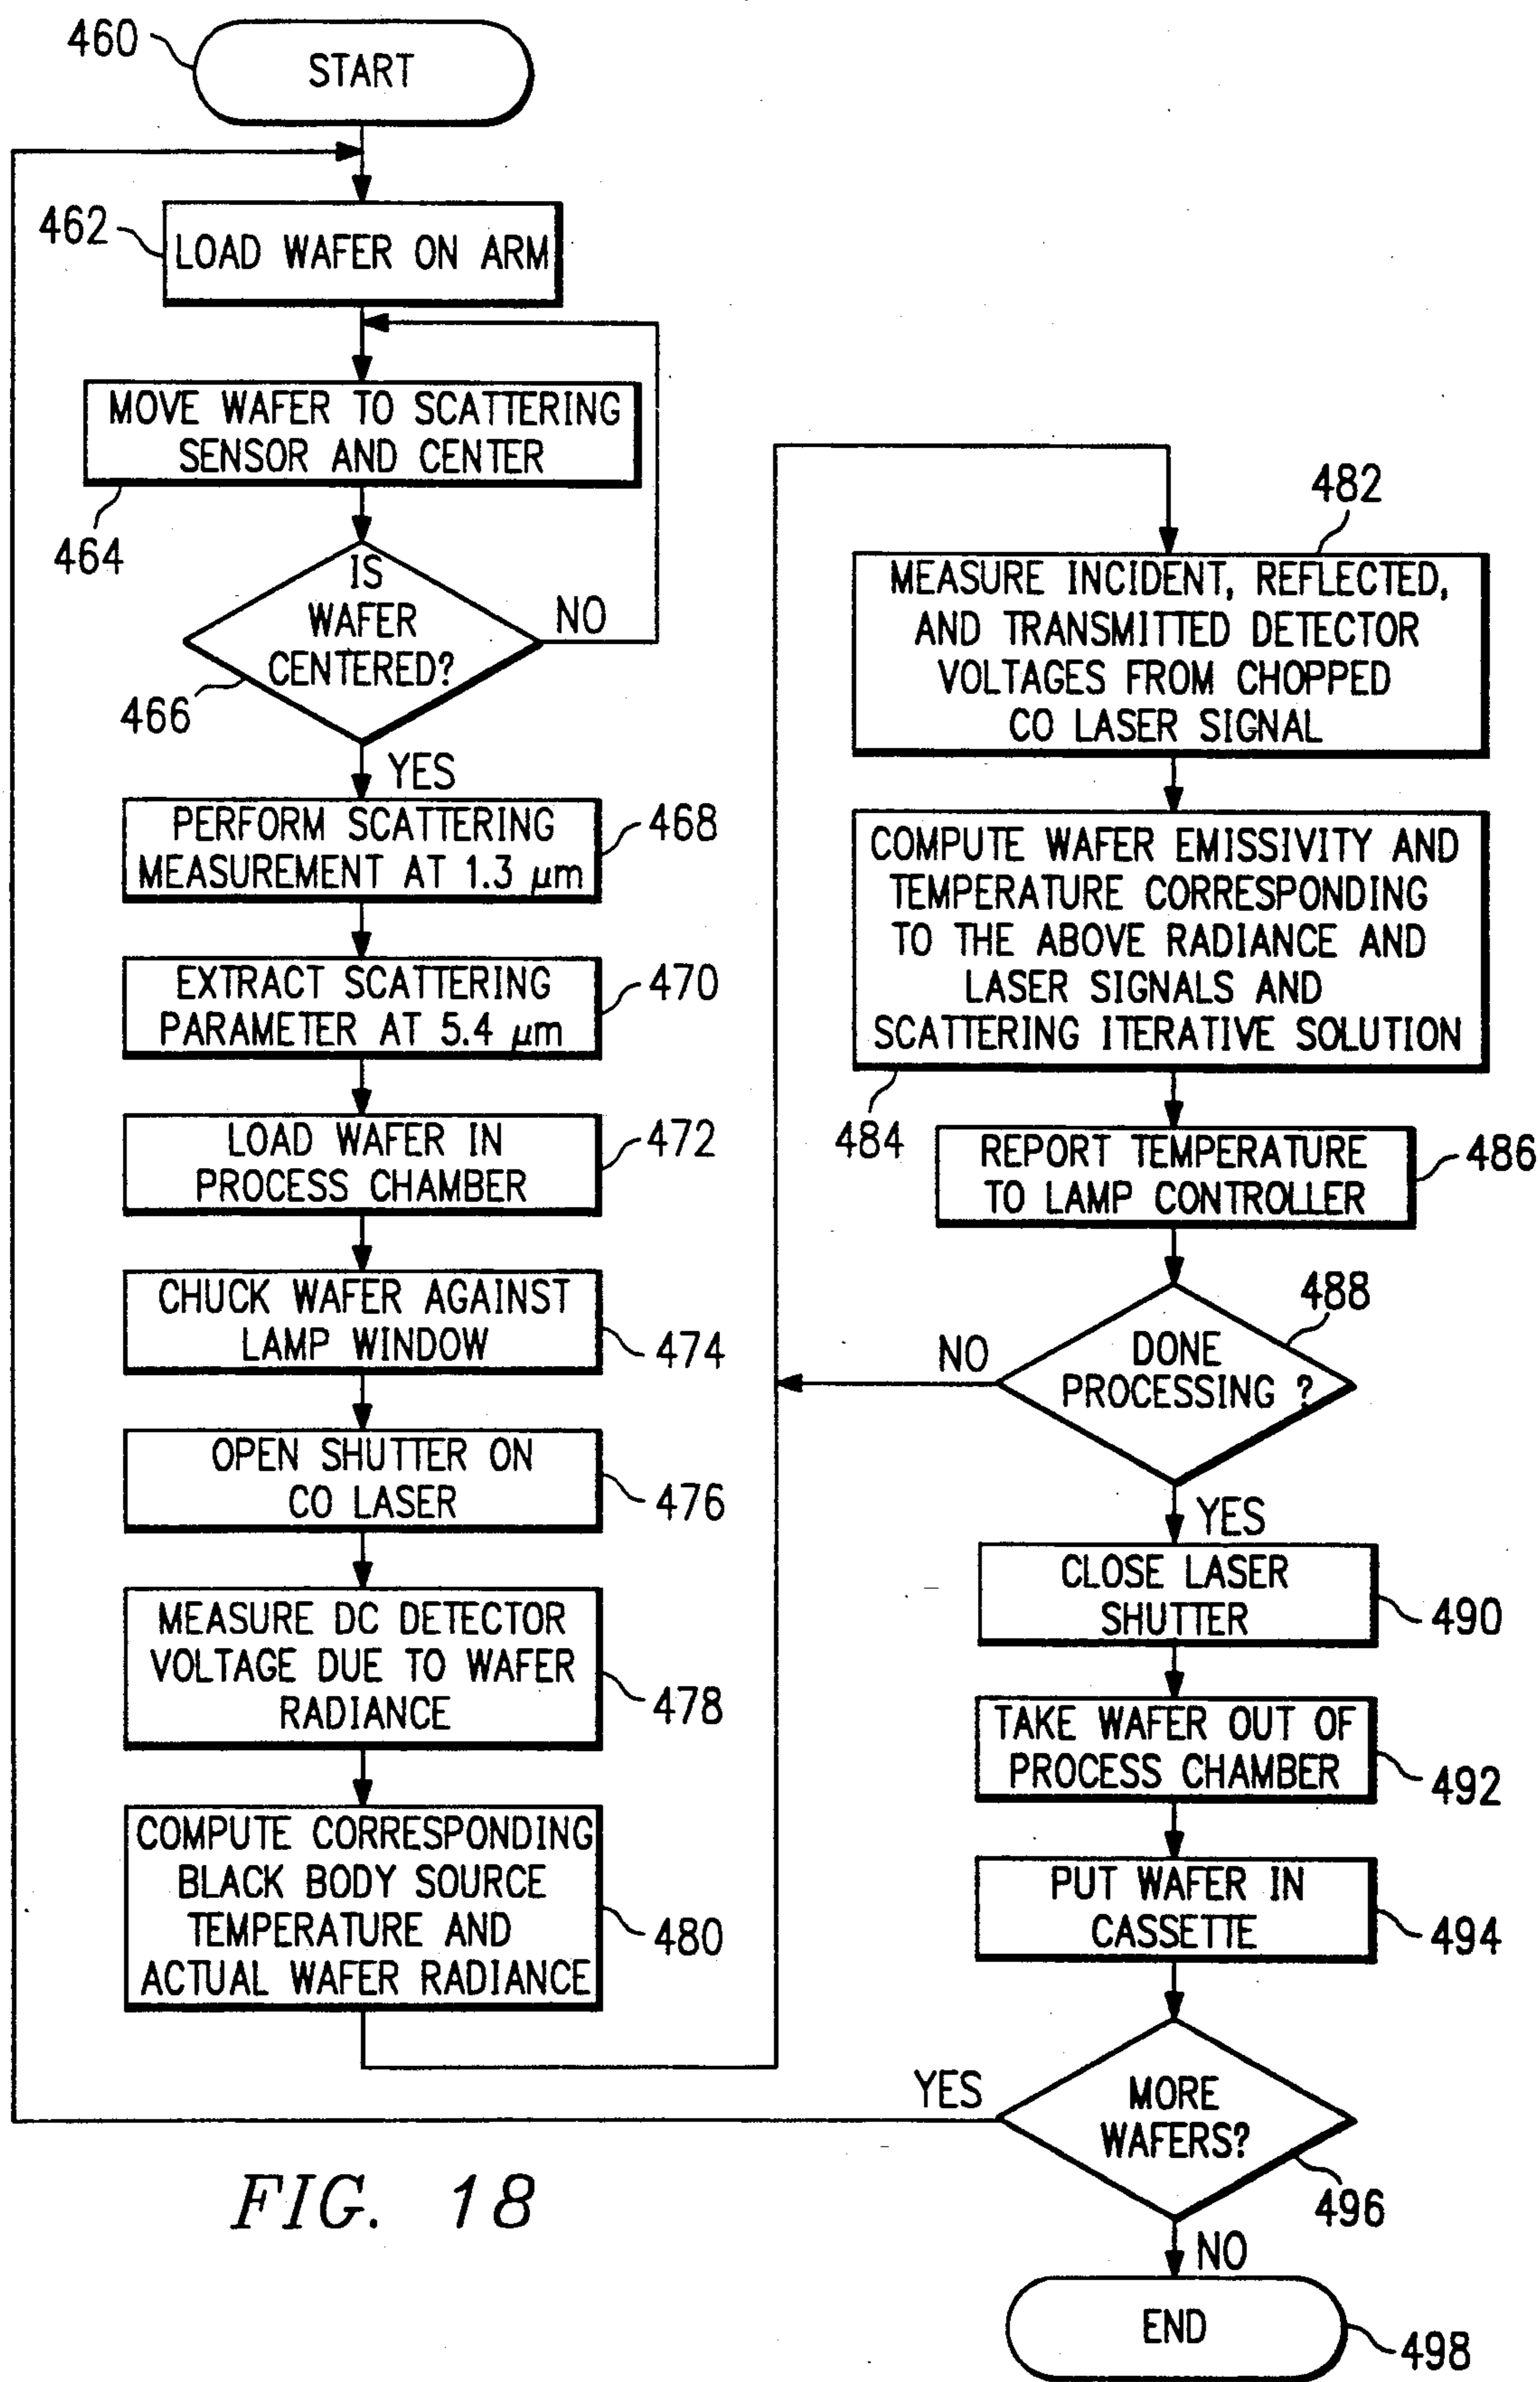 460
START
462
LOAD WAFER ON ARM
MOVE WAFER TO SCATTERING
SENSOR AND CENTER
464
IS
WAFER
CENTERED?
NO
466
YES
PERFORM SCATTERING
MEASUREMENT AT 1.3 μm
468
EXTRACT SCATTERING
PARAMETER AT 5.4 μm
470
LOAD WAFER IN
PROCESS CHAMBER
472
CHUCK WAFER AGAINST
LAMP WINDOW
474
OPEN SHUTTER ON
CO LASER
476
MEASURE DC DETECTOR
VOLTAGE DUE TO WAFER
RADIANCE
478
COMPUTE CORRESPONDING
BLACK BODY SOURCE
TEMPERATURE AND
ACTUAL WAFER RADIANCE
480
482
MEASURE INCIDENT, REFLECTED,
AND TRANSMITTED DETECTOR
VOLTAGES FROM CHOPPED
CO LASER SIGNAL
COMPUTE WAFER EMISSIVITY AND
TEMPERATURE CORRESPONDING
TO THE ABOVE RADIANCE AND
LASER SIGNALS AND
SCATTERING ITERATIVE SOLUTION
484
REPORT TEMPERATURE
TO LAMP CONTROLLER
486
488
DONE
PROCESSING ?
NO
YES
CLOSE LASER
SHUTTER
490
TAKE WAFER OUT OF
PROCESS CHAMBER
492
PUT WAFER IN
CASSETTE
494
YES
MORE
WAFERS?
496
NO
END
498
FIG. 18